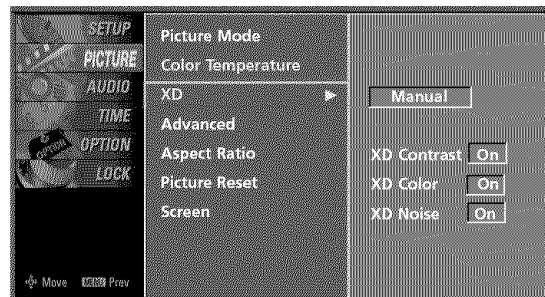 SETUP
PICTURE
AUDIO
TIME
OPTION
LOCK
Move MENU Prev
Picture Mode
Color Temperature
XD
Advanced
Aspect Ratio
Picture Reset
Screen
Manual
XD Contrast On
XD Color On
XD Noise On